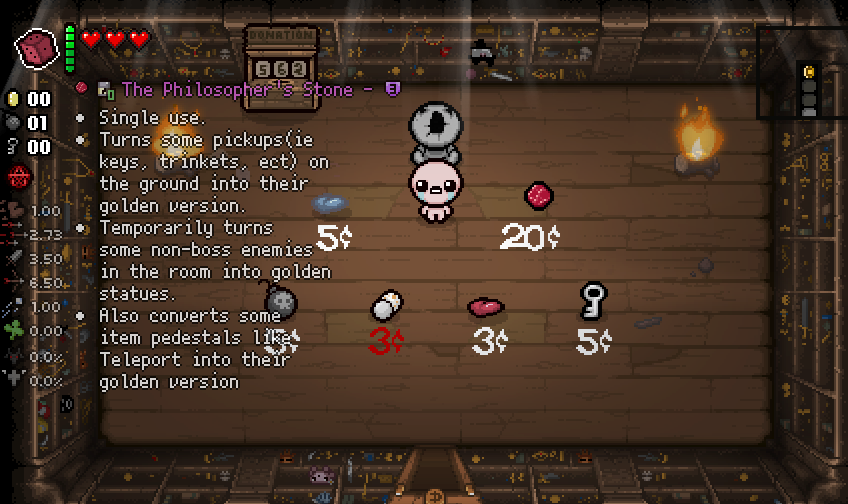 DONATION
502
The Philosopher's Stone -
00
Single use.
01
Turns some pickups(ie
keys, trinkets, ect) on
00
the ground into their
golden version.
1.00
Temporarily turns
-2.73
5¢
20¢
some non-boss enemies
3.50
in the room into golden
6.50
statues.
1.00
Also converts some
0.00
item pedestals like
5¢
3¢
3¢
5¢
0.0%
Teleport into their
0.0%
golden version